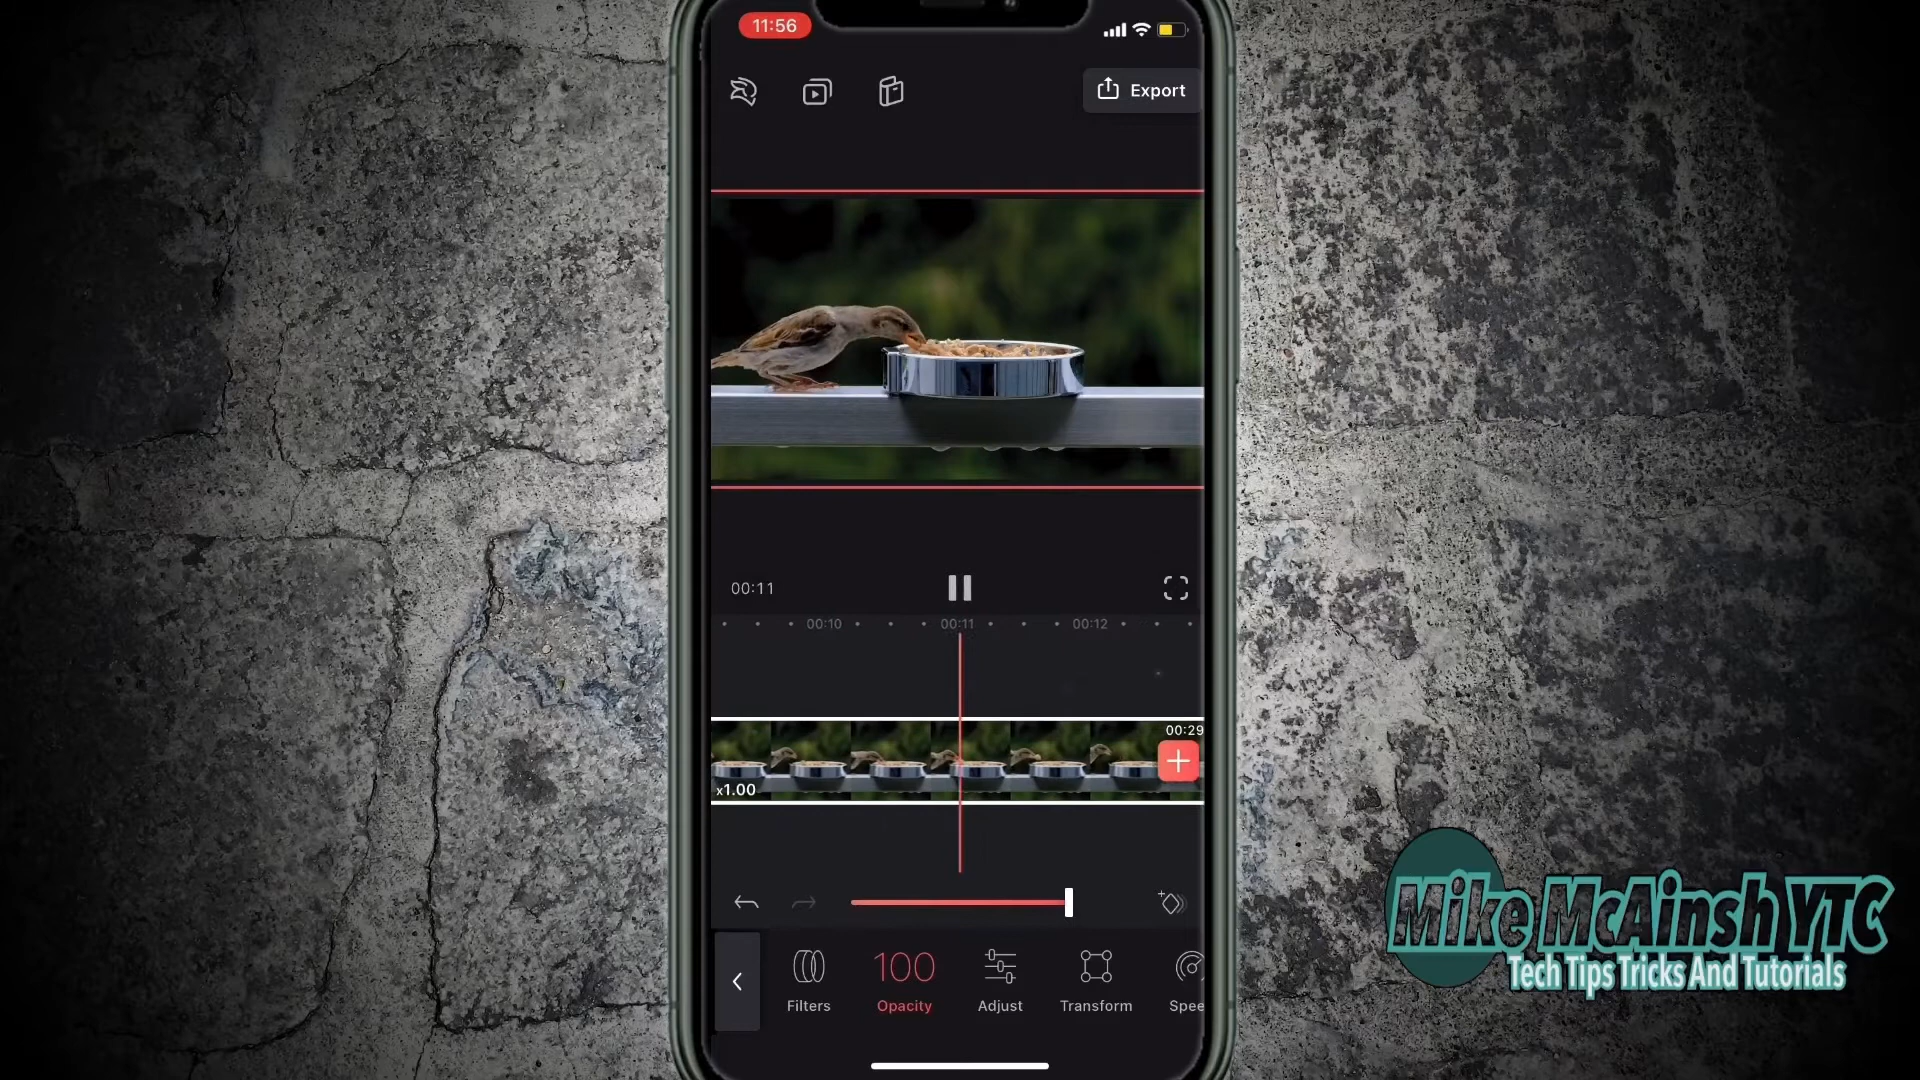 11:56
Export
00:11
00:10
00:11
00:12
00:29
x1.00
100
Filters
Opacity
Adjust
Transform
Spee
Mike McAinsh YTC
Tech Tips Tricks And Tutorials